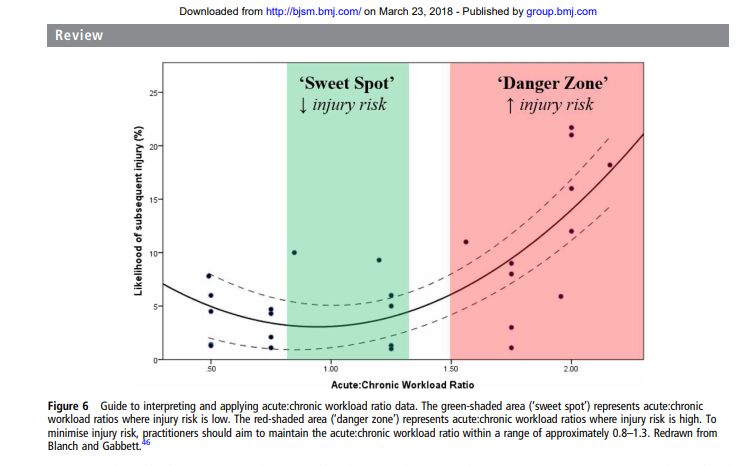 Downloaded from http://bjsm.bmj.com/ on March 23, 2018 - Published by group.bmj.com
Review
'Sweet Spot'
↓ injury risk
'Danger Zone'
↑ injury risk
Likelihood of subsequent injury (%)
25
20
15
10
5
0
.50
1.00
1.50
2.00
Acute:Chronic Workload Ratio
Figure 6 Guide to interpreting and applying acute:chronic workload ratio data. The green-shaded area ('sweet spot') represents acute:chronic
workload ratios where injury risk is low. The red-shaded area ('danger zone') represents acute:chronic workload ratios where injury risk is high. To
minimise injury risk, practitioners should aim to maintain the acute:chronic workload ratio within a range of approximately 0.8–1.3. Redrawn from
Blanch and Gabbett.46